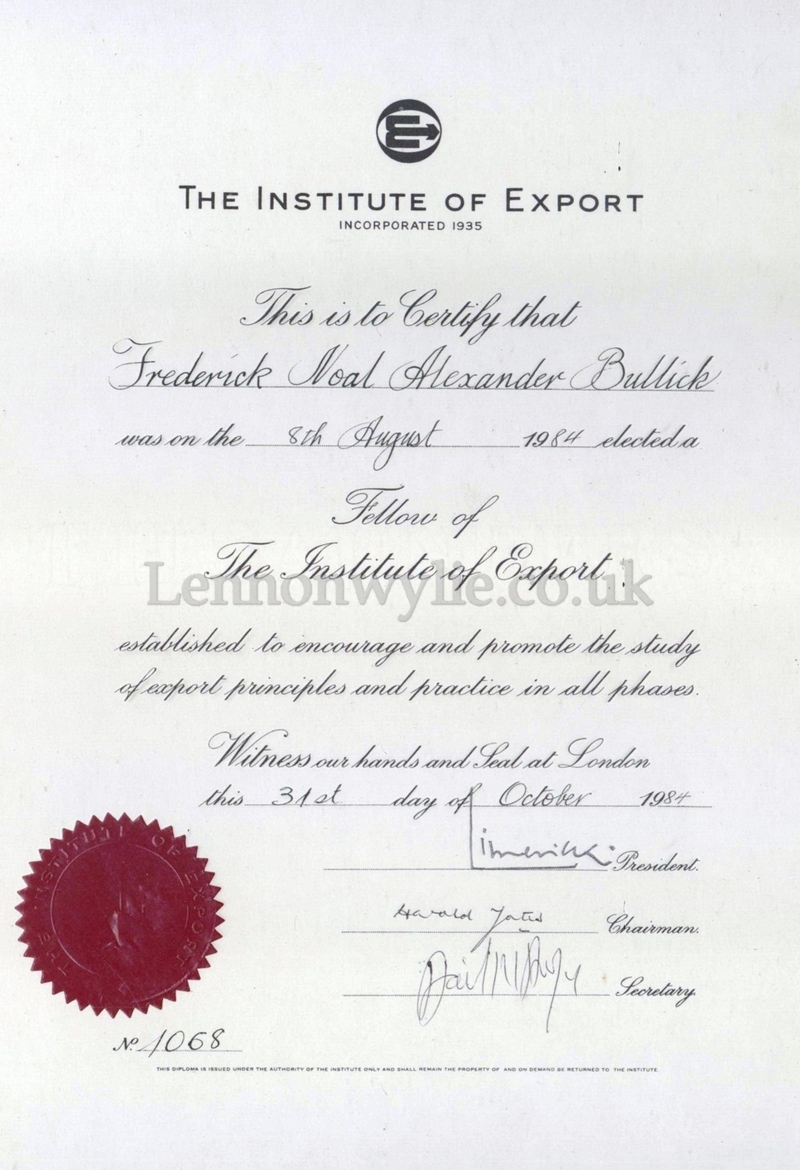 THE INSTITUTE OF EXPORT
INCORPORATED 1935
This is to Certify that
Frederick Noal Alexander Bullick
was on the 8th August 1984 elected a
Fellow of
The Institute of Export
Lennonwylie.co.uk
established to encourage and promote the study
of export principles and practice in all phases.
Witness our hands and Seal at London
this 31st day of October 1984
President.
Harold Yates Chairman.
Secretary
THE INSTITUTE OF EXPORT
No. 1068
THIS DIPLOMA IS ISSUED UNDER THE AUTHORITY OF THE INSTITUTE ONLY AND SHALL REMAIN THE PROPERTY OF AND ON DEMAND BE RETURNED TO THE INSTITUTE.